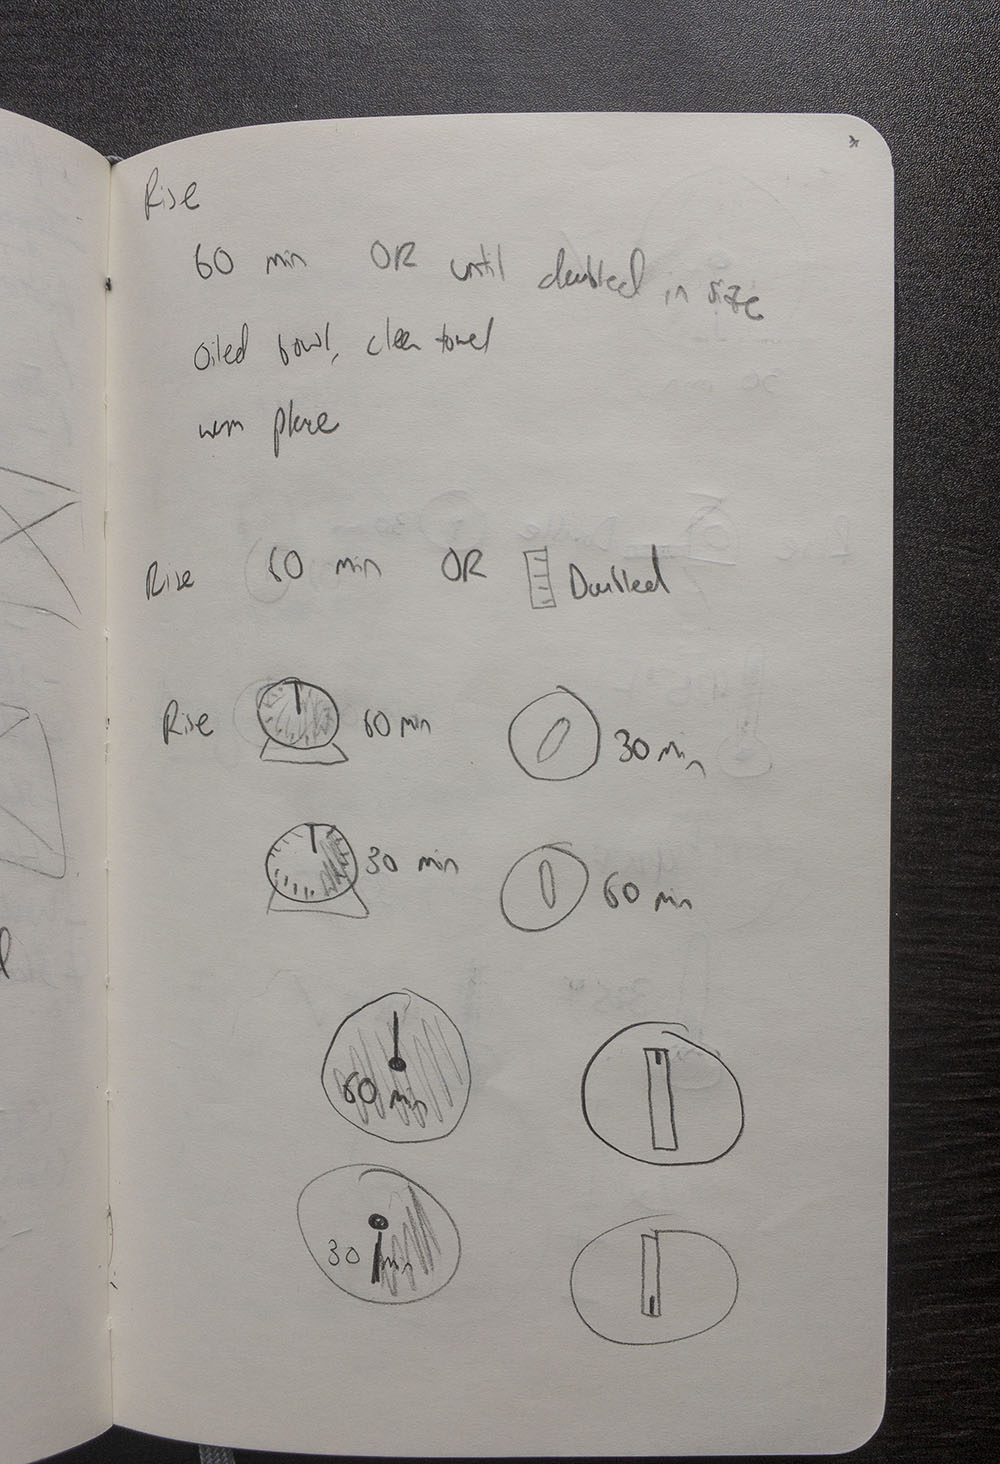 Rise
60 min OR until doubled in size
oiled bowl, clean towel
warm place
Rise 60 min OR Doubled
Rise 60 min 30 min
30 min 60 min
60 min
30 min